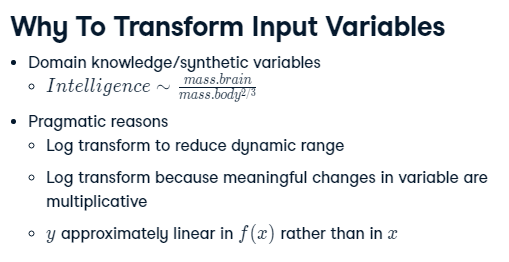 Why To Transform Input Variables
• Domain knowledge/synthetic variables
◦ Intelligence ~ mass.brain / mass.body^2/3
• Pragmatic reasons
◦ Log transform to reduce dynamic range
◦ Log transform because meaningful changes in variable are
multiplicative
◦ y approximately linear in f(x) rather than in x